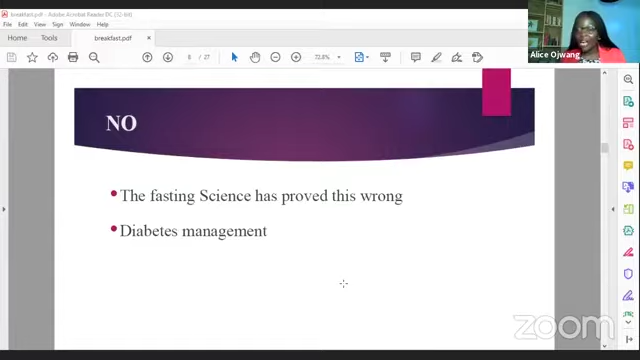 breakfast.pdf - Adobe Acrobat Reader DC (32-bit)
File Edit View Sign Window Help
Home Tools breakfast.pdf ×
8 / 27 72.8%
Alice Ojwang
NO
• The fasting Science has proved this wrong
• Diabetes management
zoom